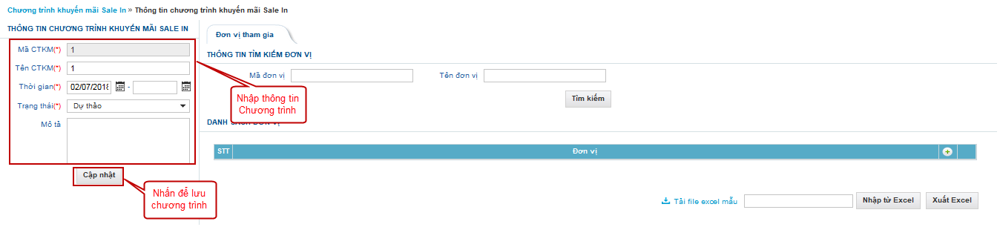 Chương trình khuyến mãi Sale In » Thông tin chương trình khuyến mãi Sale In
THÔNG TIN CHƯƠNG TRÌNH KHUYẾN MÃI SALE IN
Mã CTKM(*) 1
Tên CTKM(*) 1
Thời gian(*) 02/07/2018 -
Trạng thái(*) Dự thảo
Mô tả
Cập nhật
Nhập thông tin
Chương trình
Nhấn để lưu
chương trình
Đơn vị tham gia
THÔNG TIN TÌM KIẾM ĐƠN VỊ
Mã đơn vị Tên đơn vị
Tìm kiếm
DANH SÁCH ĐƠN VỊ
STT Đơn vị
Tải file excel mẫu Nhập từ Excel Xuất Excel